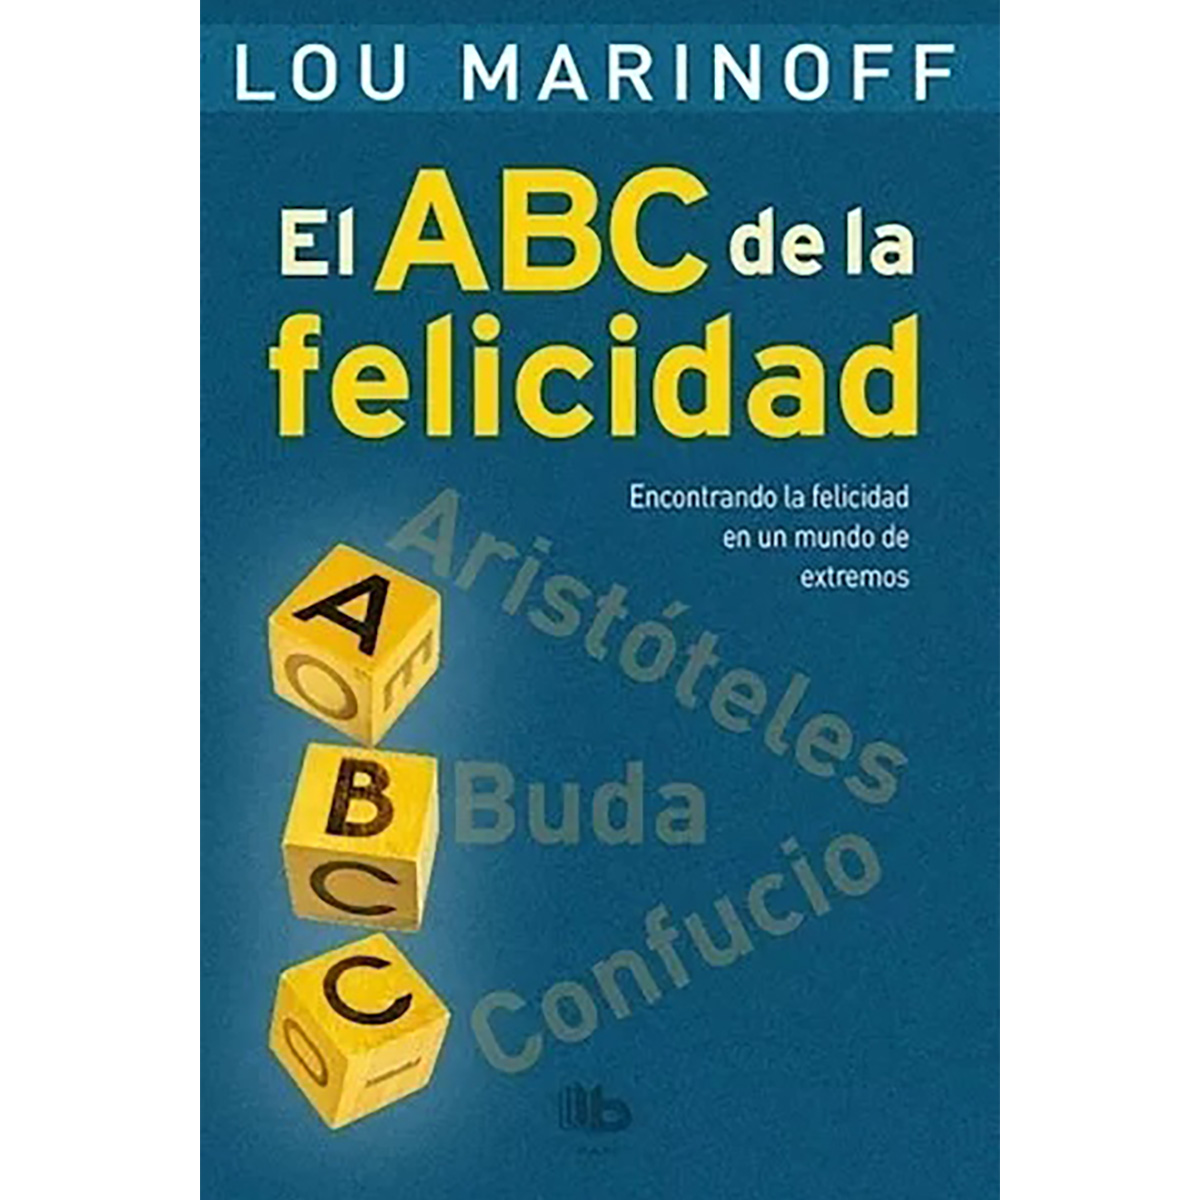 LOU MARINOFF
El ABC de la
felicidad
Encontrando la felicidad
en un mundo de
extremos
Aristóteles
A
O E
B
C
Buda
C
O I
Confucio
b